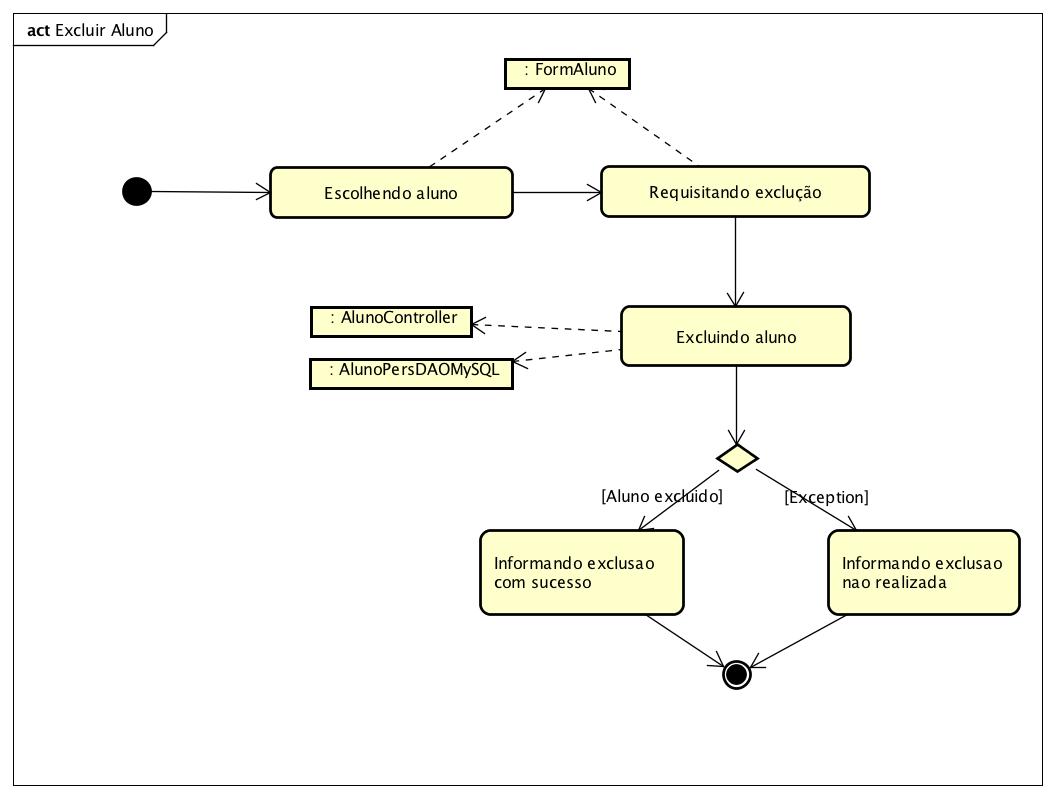 act Excluir Aluno
: FormAluno
Escolhendo aluno
Requisitando exclução
: AlunoController
: AlunoPersDAOMySQL
Excluindo aluno
[Aluno excluido]
[Exception]
Informando exclusao
com sucesso
Informando exclusao
nao realizada